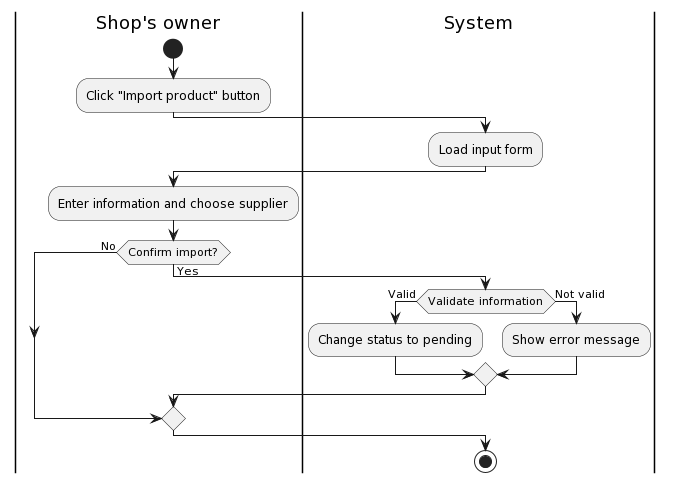 Shop's owner
System
Click "Import product" button
Load input form
Enter information and choose supplier
No
Confirm import?
Yes
Valid
Validate information
Not valid
Change status to pending
Show error message